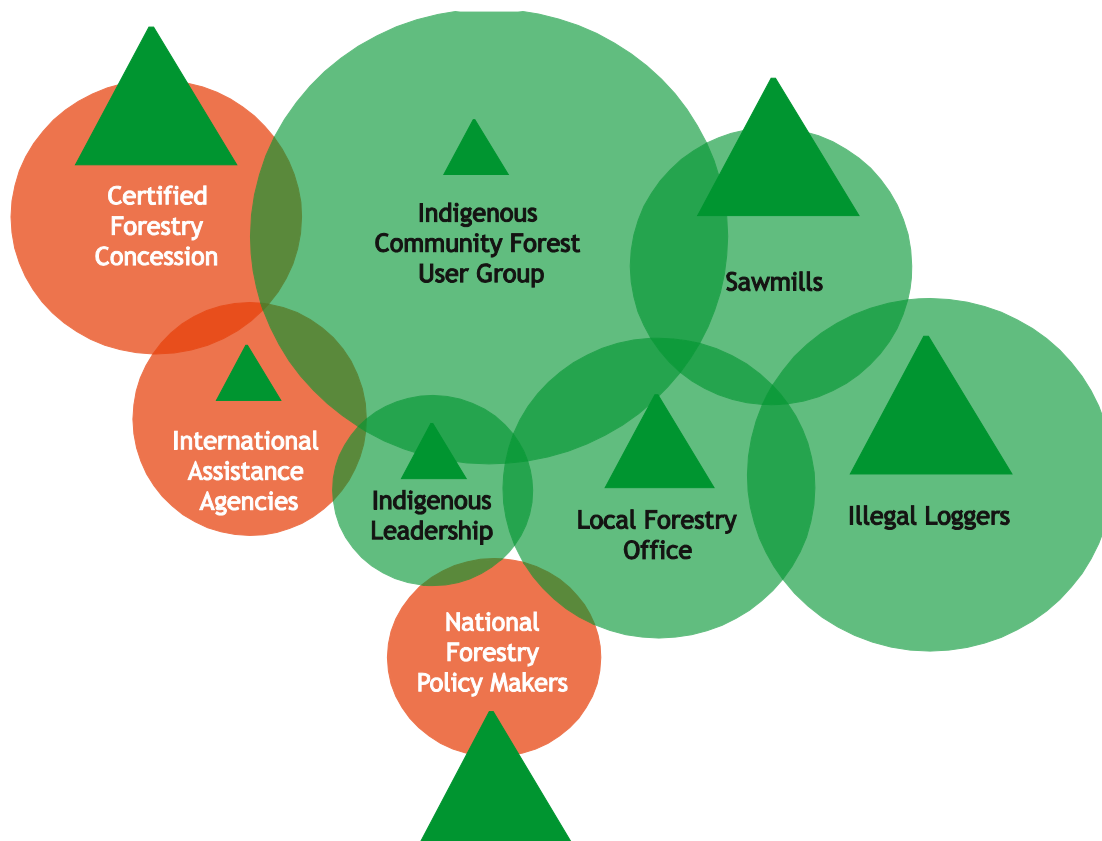 Certified
Forestry
Concession
Indigenous
Community Forest
User Group
Sawmills
International
Assistance
Agencies
Indigenous
Leadership
Local Forestry
Office
Illegal Loggers
National
Forestry
Policy Makers